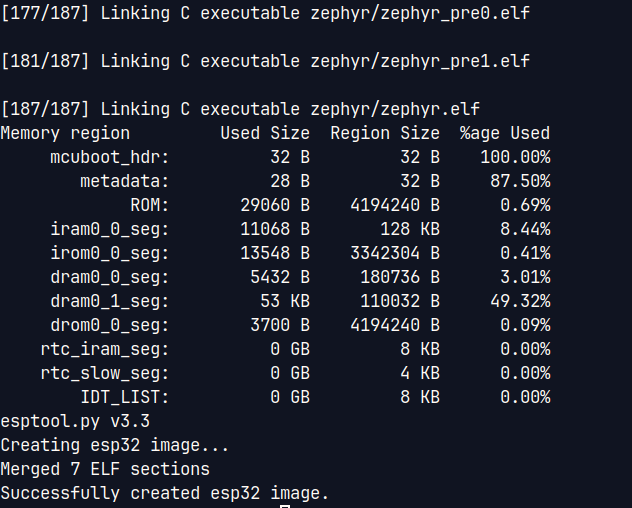 [177/187] Linking C executable zephyr/zephyr_pre0.elf
[181/187] Linking C executable zephyr/zephyr_pre1.elf
[187/187] Linking C executable zephyr/zephyr.elf
Memory region         Used Size  Region Size  %age Used
     mcuboot_hdr:          32 B         32 B    100.00%
        metadata:          28 B         32 B     87.50%
             ROM:       29060 B    4194240 B      0.69%
     iram0_0_seg:       11068 B       128 KB      8.44%
     irom0_0_seg:       13548 B    3342304 B      0.41%
     dram0_0_seg:        5432 B     180736 B      3.01%
     dram0_1_seg:         53 KB     110032 B     49.32%
     drom0_0_seg:        3700 B    4194240 B      0.09%
    rtc_iram_seg:          0 GB         8 KB      0.00%
    rtc_slow_seg:          0 GB         4 KB      0.00%
        IDT_LIST:          0 GB         8 KB      0.00%
esptool.py v3.3
Creating esp32 image...
Merged 7 ELF sections
Successfully created esp32 image.